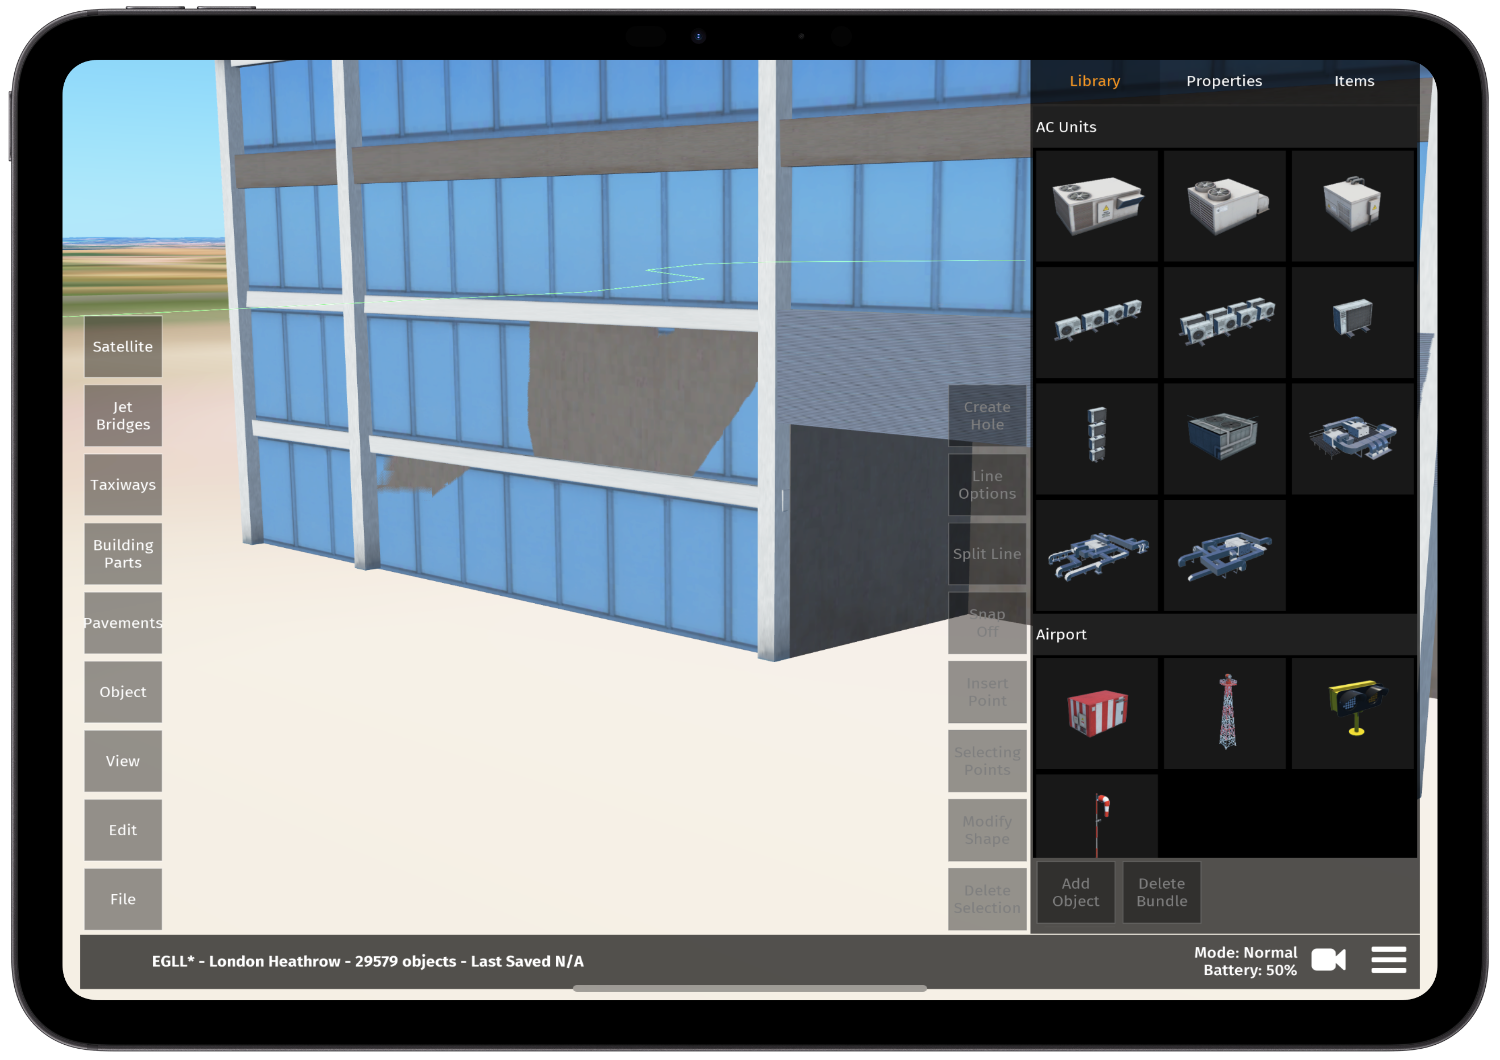 Library
Properties
Items
AC Units
Airport
Satellite
Jet
Bridges
Taxiways
Building
Parts
Pavements
Object
View
Edit
File
Create
Hole
Line
Options
Split Line
Snap
Off
Insert
Point
Selecting
Points
Modify
Shape
Delete
Selection
Add
Object
Delete
Bundle
EGLL* - London Heathrow - 29579 objects - Last Saved N/A
Mode: Normal
Battery: 50%